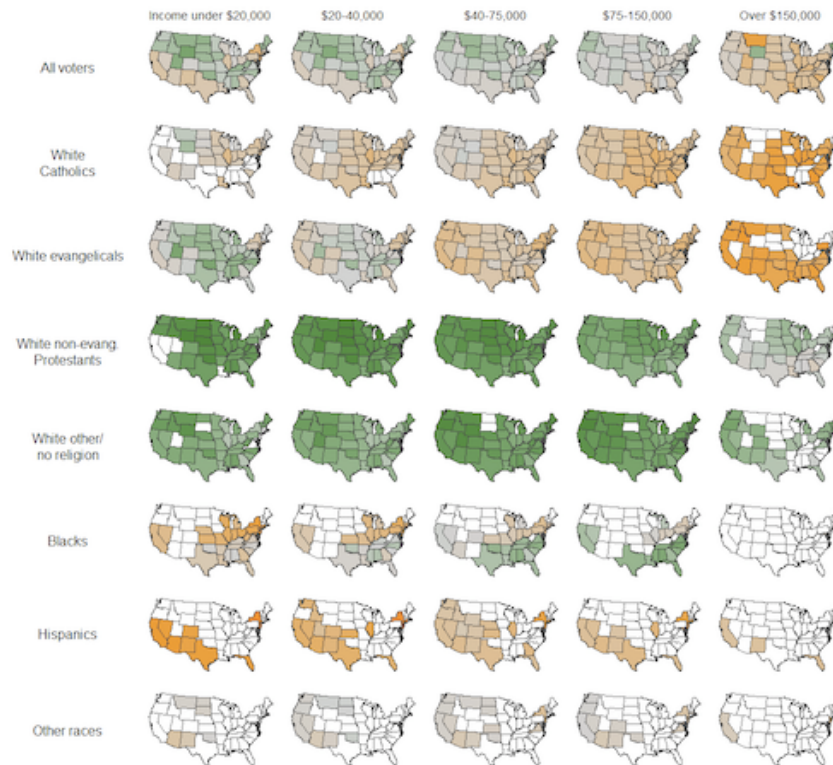 Income under $20,000 $20-40,000 $40-75,000 $75-150,000 Over $150,000
All voters
White
Catholics
White evangelicals
White non-evang.
Protestants
White other/
no religion
Blacks
Hispanics
Other races